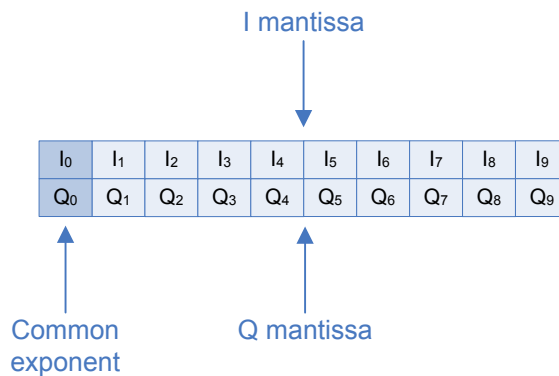 I mantissa
I0 I1 I2 I3 I4 I5 I6 I7 I8 I9
Q0 Q1 Q2 Q3 Q4 Q5 Q6 Q7 Q8 Q9
Common Q mantissa
exponent